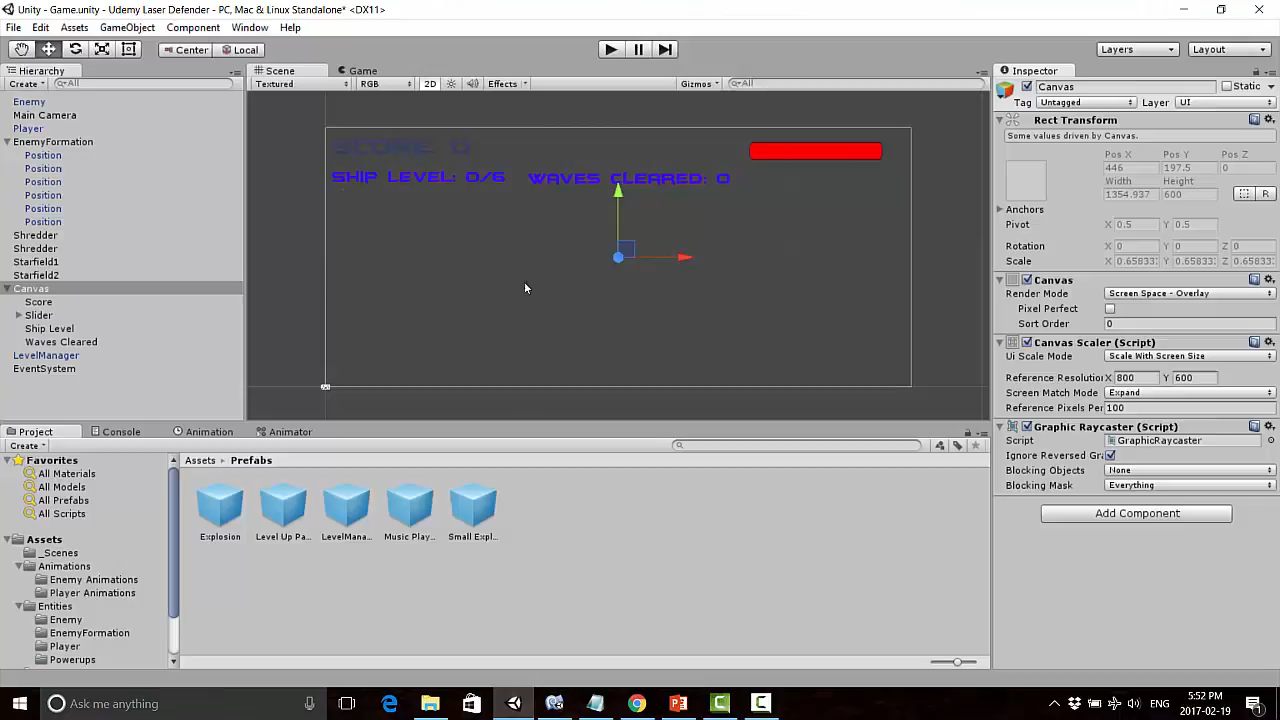 Unity - Game.unity - Udemy Laser Defender - PC, Mac & Linux Standalone* <DX11>
File Edit Assets GameObject Component Window Help
Center Local Layers Layout
Hierarchy Scene Game Inspector
Create All Textured RGB 2D Effects Gizmos All Canvas Static
Tag Untagged Layer UI
Enemy
Main Camera
Player
EnemyFormation
Position
Position
Position
Position
Position
Position
Shredder
Shredder
Starfield1
Starfield2
Canvas
Score
Slider
Ship Level
Waves Cleared
LevelManager
EventSystem
SCORE: 0
SHIP LEVEL: 0/6 WAVES CLEARED: 0
Rect Transform
Some values driven by Canvas.
Pos X Pos Y Pos Z
446 197.5 0
Width Height
1354.937 600
R
Anchors
Pivot X 0.5 Y 0.5
Rotation X 0 Y 0 Z 0
Scale X 0.6583 Y 0.65833 Z 0.65833
Canvas
Render Mode Screen Space - Overlay
Pixel Perfect
Sort Order 0
Canvas Scaler (Script)
Ui Scale Mode Scale With Screen Size
Reference Resolution X 800 Y 600
Screen Match Mode Expand
Reference Pixels Per 100
Graphic Raycaster (Script)
Script GraphicRaycaster
Ignore Reversed Gra
Blocking Objects None
Blocking Mask Everything
Add Component
Project Console Animation Animator
Create
Favorites
All Materials
All Models
All Prefabs
All Scripts
Assets
_Scenes
Animations
Enemy Animations
Player Animations
Entities
Enemy
EnemyFormation
Player
Powerups
Assets Prefabs
Explosion Level Up Pa... LevelMana... Music Play... Small Expl...
Ask me anything
ENG 5:52 PM
2017-02-19